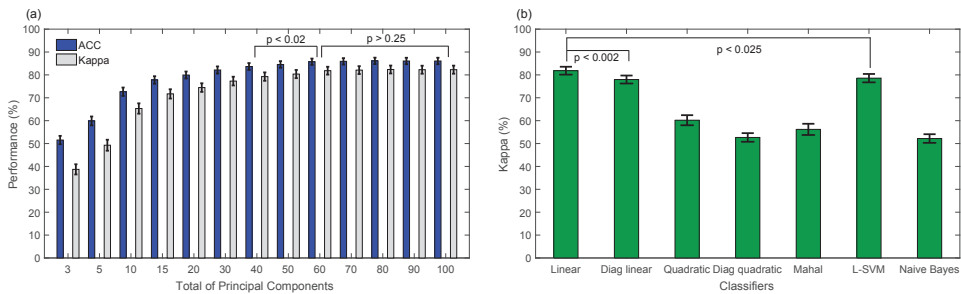 (a)
100
90
80
70
60
50
40
30
20
10
0
Performance (%)
ACC
Kappa
p < 0.02
p > 0.25
3 5 10 15 20 30 40 50 60 70 80 90 100
Total of Principal Components
(b)
100
90
80
70
60
50
40
30
20
10
0
Kappa (%)
p < 0.025
p < 0.002
Linear Diag linear Quadratic Diag quadratic Mahal L-SVM Naive Bayes
Classifiers